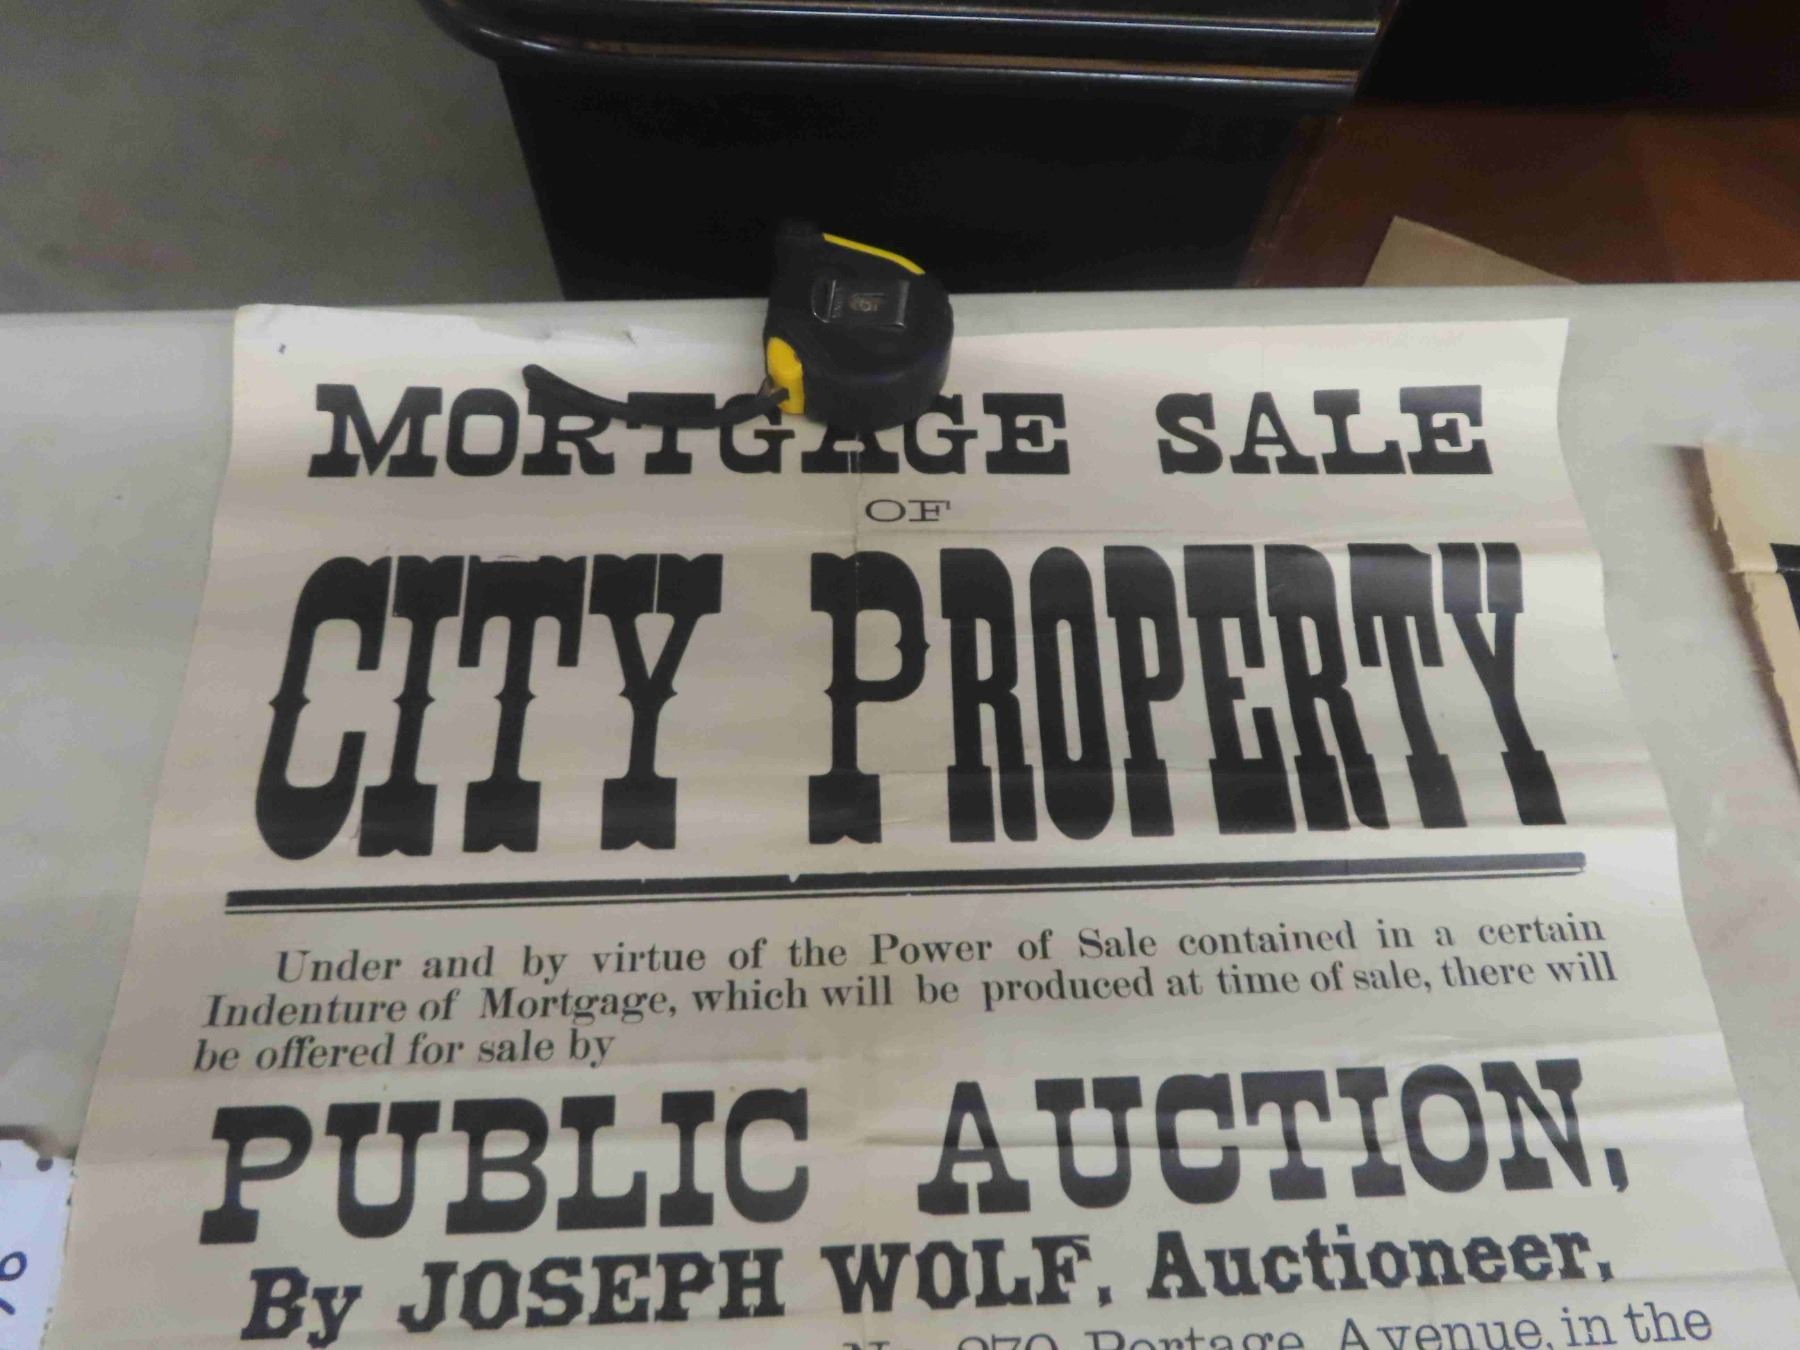 MORTGAGE SALE
OF
CITY PROPERTY
Under and by virtue of the Power of Sale contained in a certain
Indenture of Mortgage, which will be produced at time of sale, there will
be offered for sale by
PUBLIC AUCTION,
By JOSEPH WOLF, Auctioneer,
Portage Avenue, in the